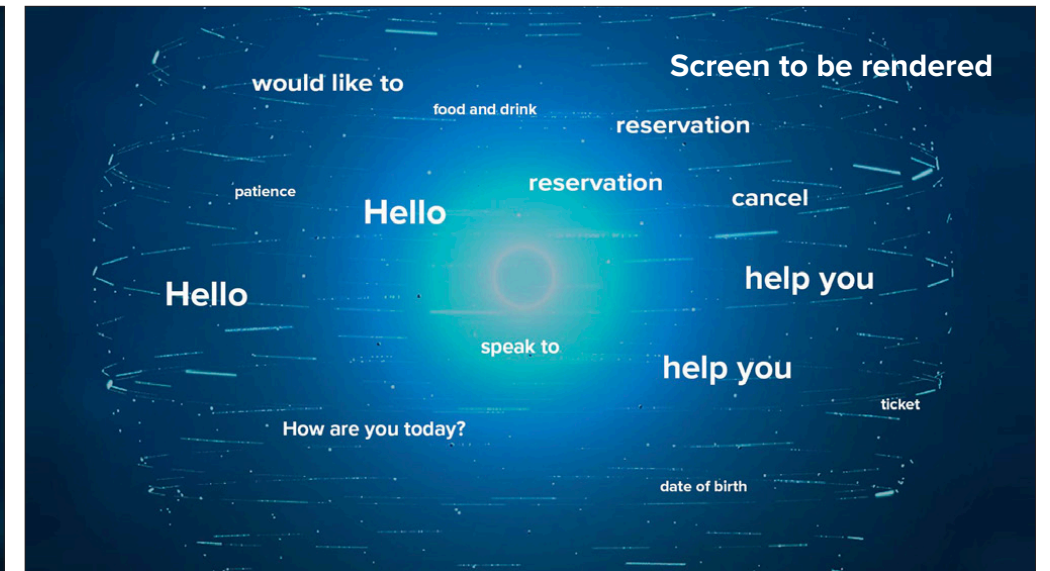 Screen to be rendered
would like to
food and drink
reservation
reservation
patience
cancel
Hello
help you
Hello
speak to
help you
ticket
How are you today?
date of birth